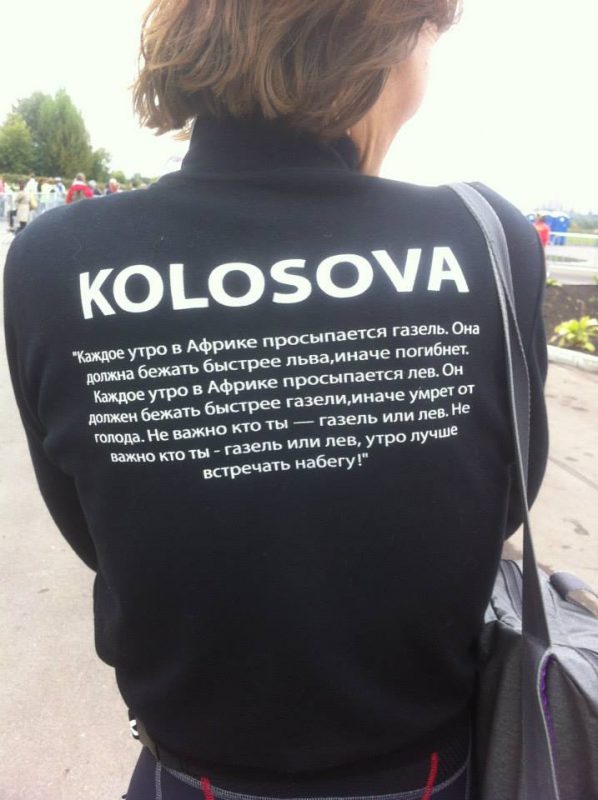 KOLOSOVA
"Каждое утро в Африке просыпается газель. Она
должна бежать быстрее льва,иначе погибнет.
Каждое утро в Африке просыпается лев. Он
должен бежать быстрее газели,иначе умрет от
голода. Не важно кто ты — газель или лев. Не
важно кто ты - газель или лев, утро лучше
встречать набегу!"